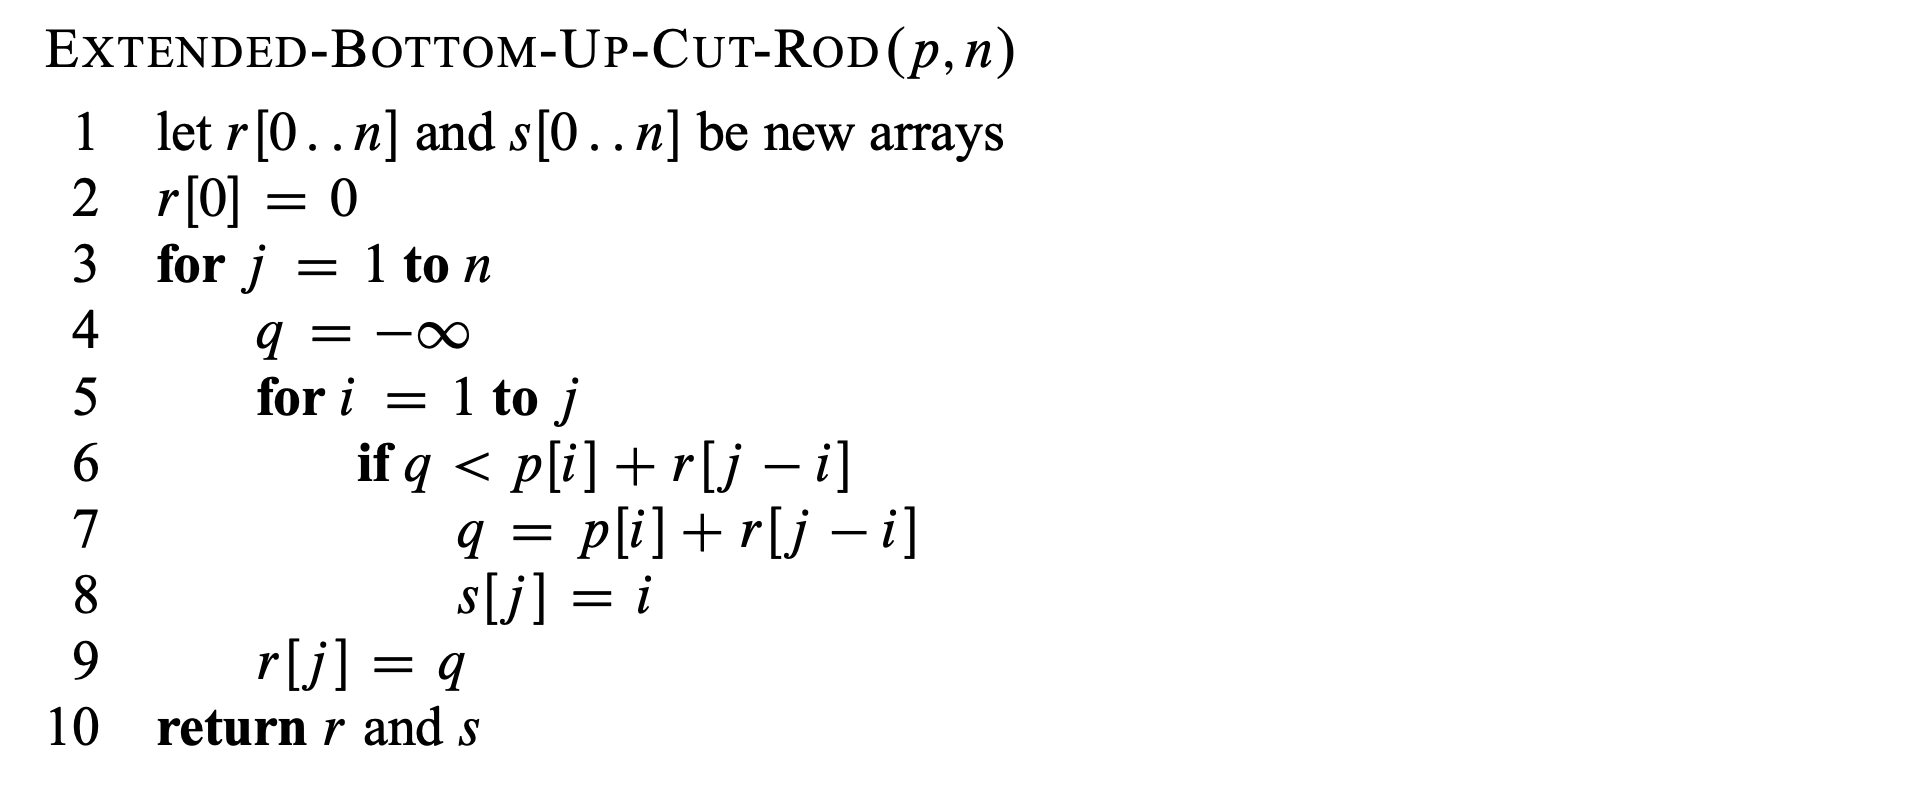 EXTENDED-BOTTOM-UP-CUT-ROD(p, n)
1 let r[0..n] and s[0..n] be new arrays
2 r[0] = 0
3 for j = 1 to n
4 q = −∞
5 for i = 1 to j
6 if q < p[i] + r[j − i]
7 q = p[i] + r[j − i]
8 s[j] = i
9 r[j] = q
10 return r and s